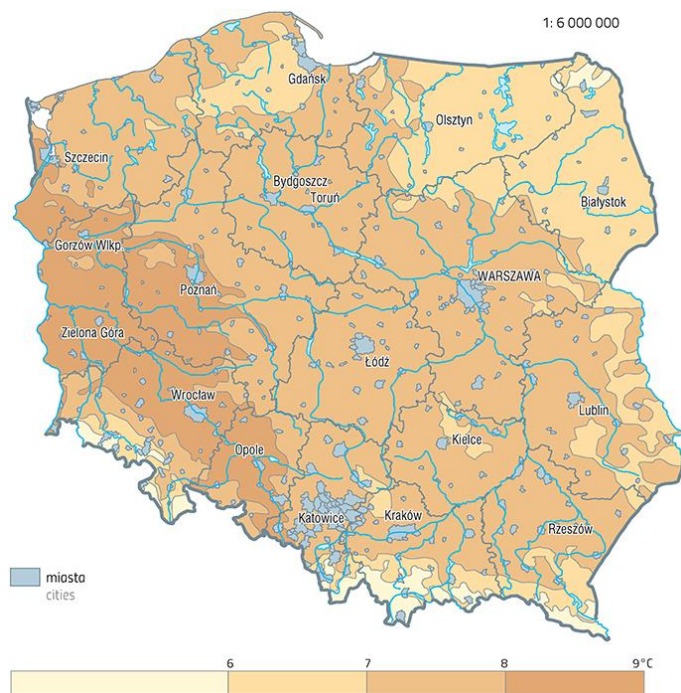 1: 6 000 000
Gdańsk
Olsztyn
Szczecin
Bydgoszcz
Toruń
Białystok
Gorzów Wlkp.
WARSZAWA
Poznań
Zielona Góra
Łódź
Wrocław
Lublin
Opole
Kielce
Katowice
Kraków
Rzeszów
miasta
cities
6 7 8 9°C